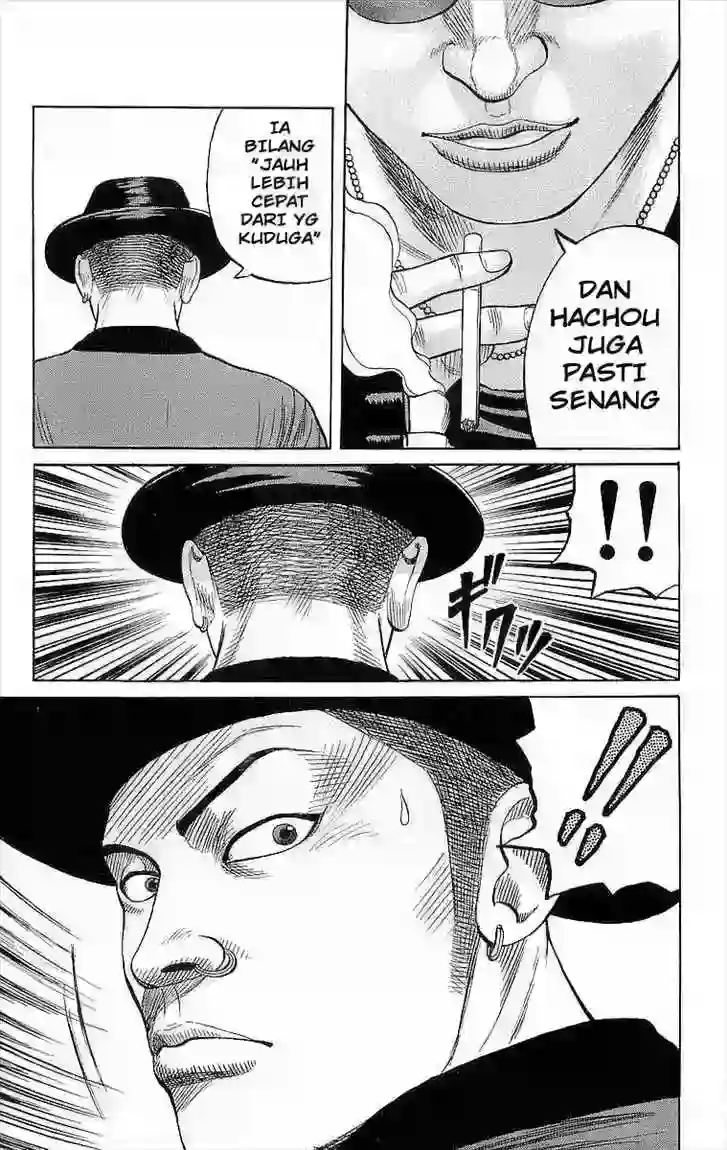 DAN
HACHOU
JUGA
PASTI
SENANG
IA
BILANG
"JAUH
LEBIH
CEPAT
DARI YG
KUDUGA"
!!
ギクッ
!!